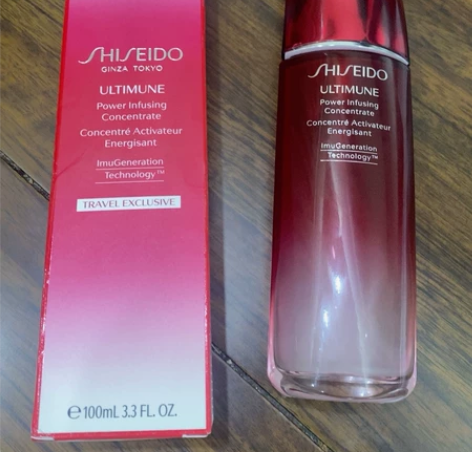 SHISEIDO
GINZA TOKYO
ULTIMUNE
Power Infusing
Concentrate
Concentré Activateur
Energisant
ImuGeneration
Technology™
TRAVEL EXCLUSIVE
℮100mL 3.3 FL. OZ.
SHISEIDO
ULTIMUNE
Power Infusing
Concentrate
Concentré Activateur
Energisant
ImuGeneration
Technology™